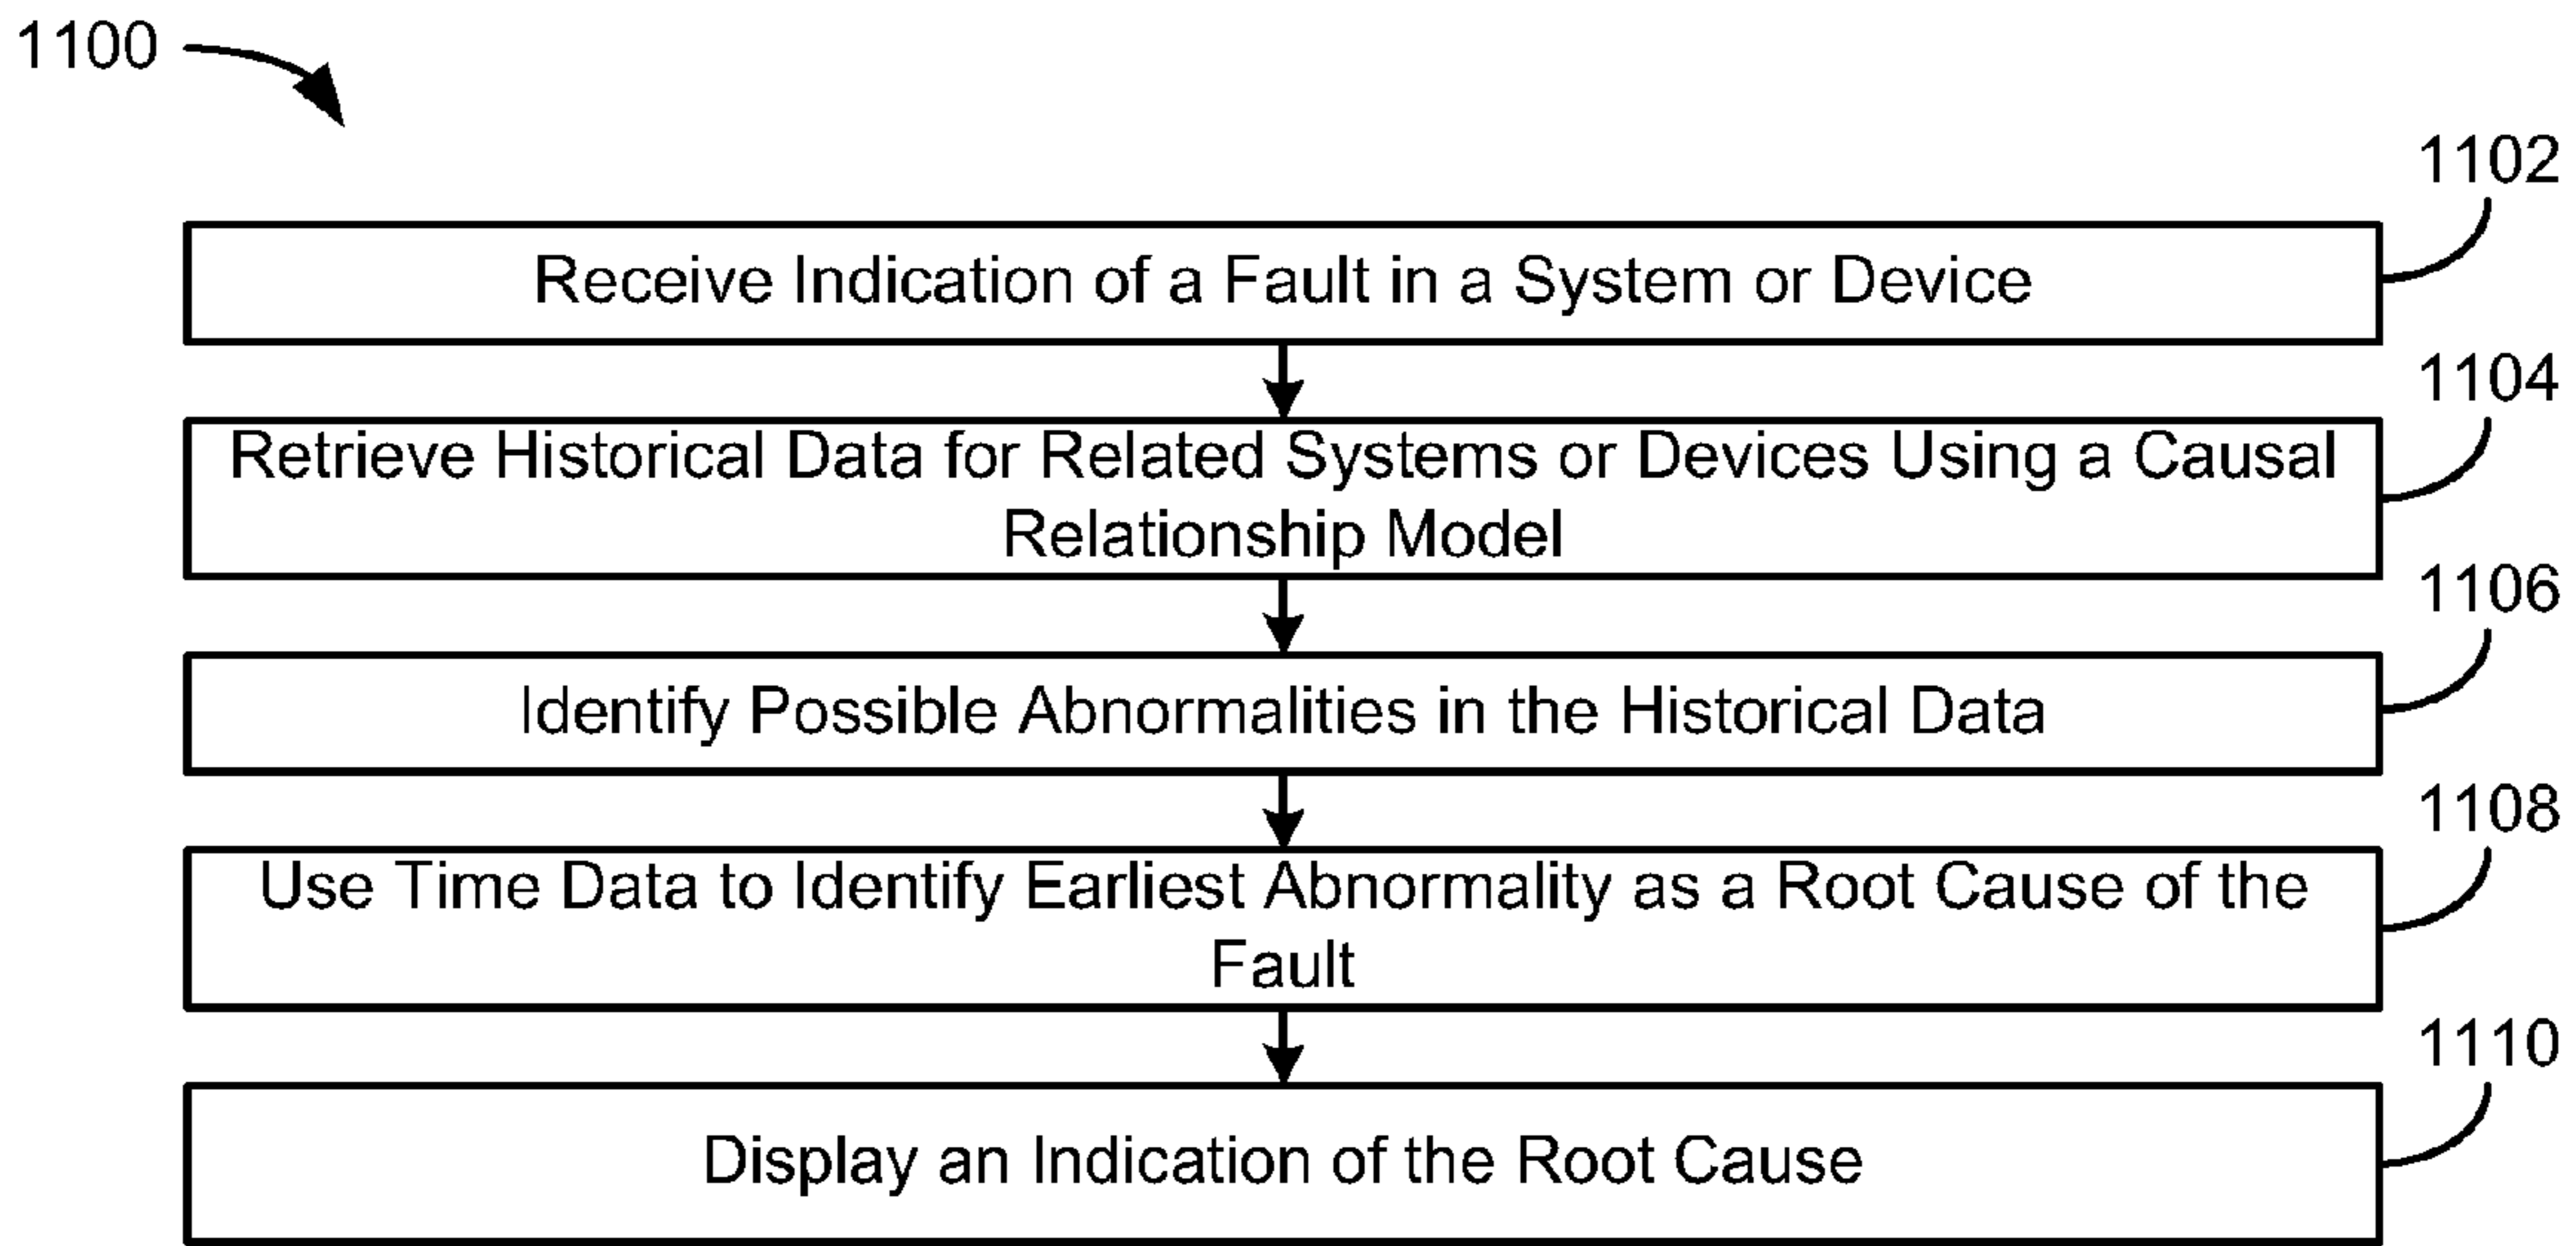 1100
1102
Receive Indication of a Fault in a System or Device
1104
Retrieve Historical Data for Related Systems or Devices Using a Causal
Relationship Model
1106
Identify Possible Abnormalities in the Historical Data
1108
Use Time Data to Identify Earliest Abnormality as a Root Cause of the
Fault
1110
Display an Indication of the Root Cause